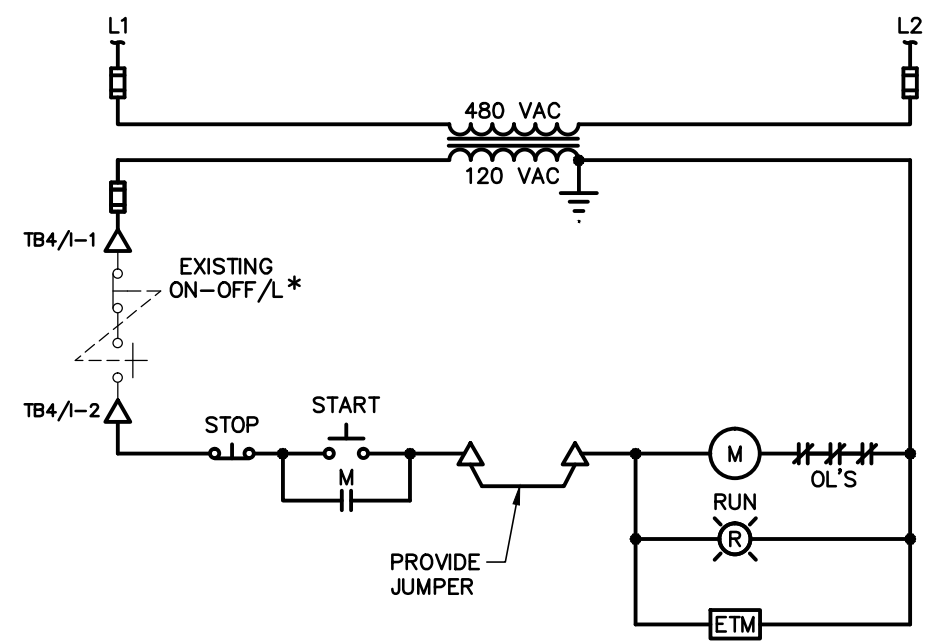 L1
L2
480 VAC
120 VAC
TB4/I-1
EXISTING
ON-OFF/L*
TB4/I-2
STOP
START
M
M
OL'S
RUN
R
PROVIDE
JUMPER
ETM